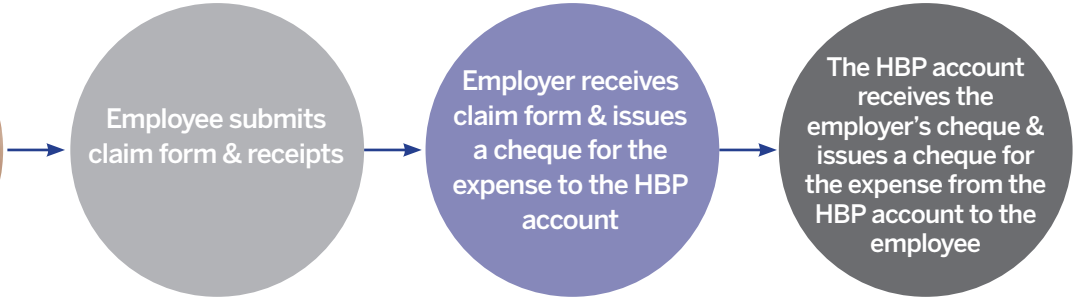 Employee submits
claim form & receipts
Employer receives
claim form & issues
a cheque for the
expense to the HBP
account
The HBP account
receives the
employer’s cheque &
issues a cheque for
the expense from the
HBP account to the
employee